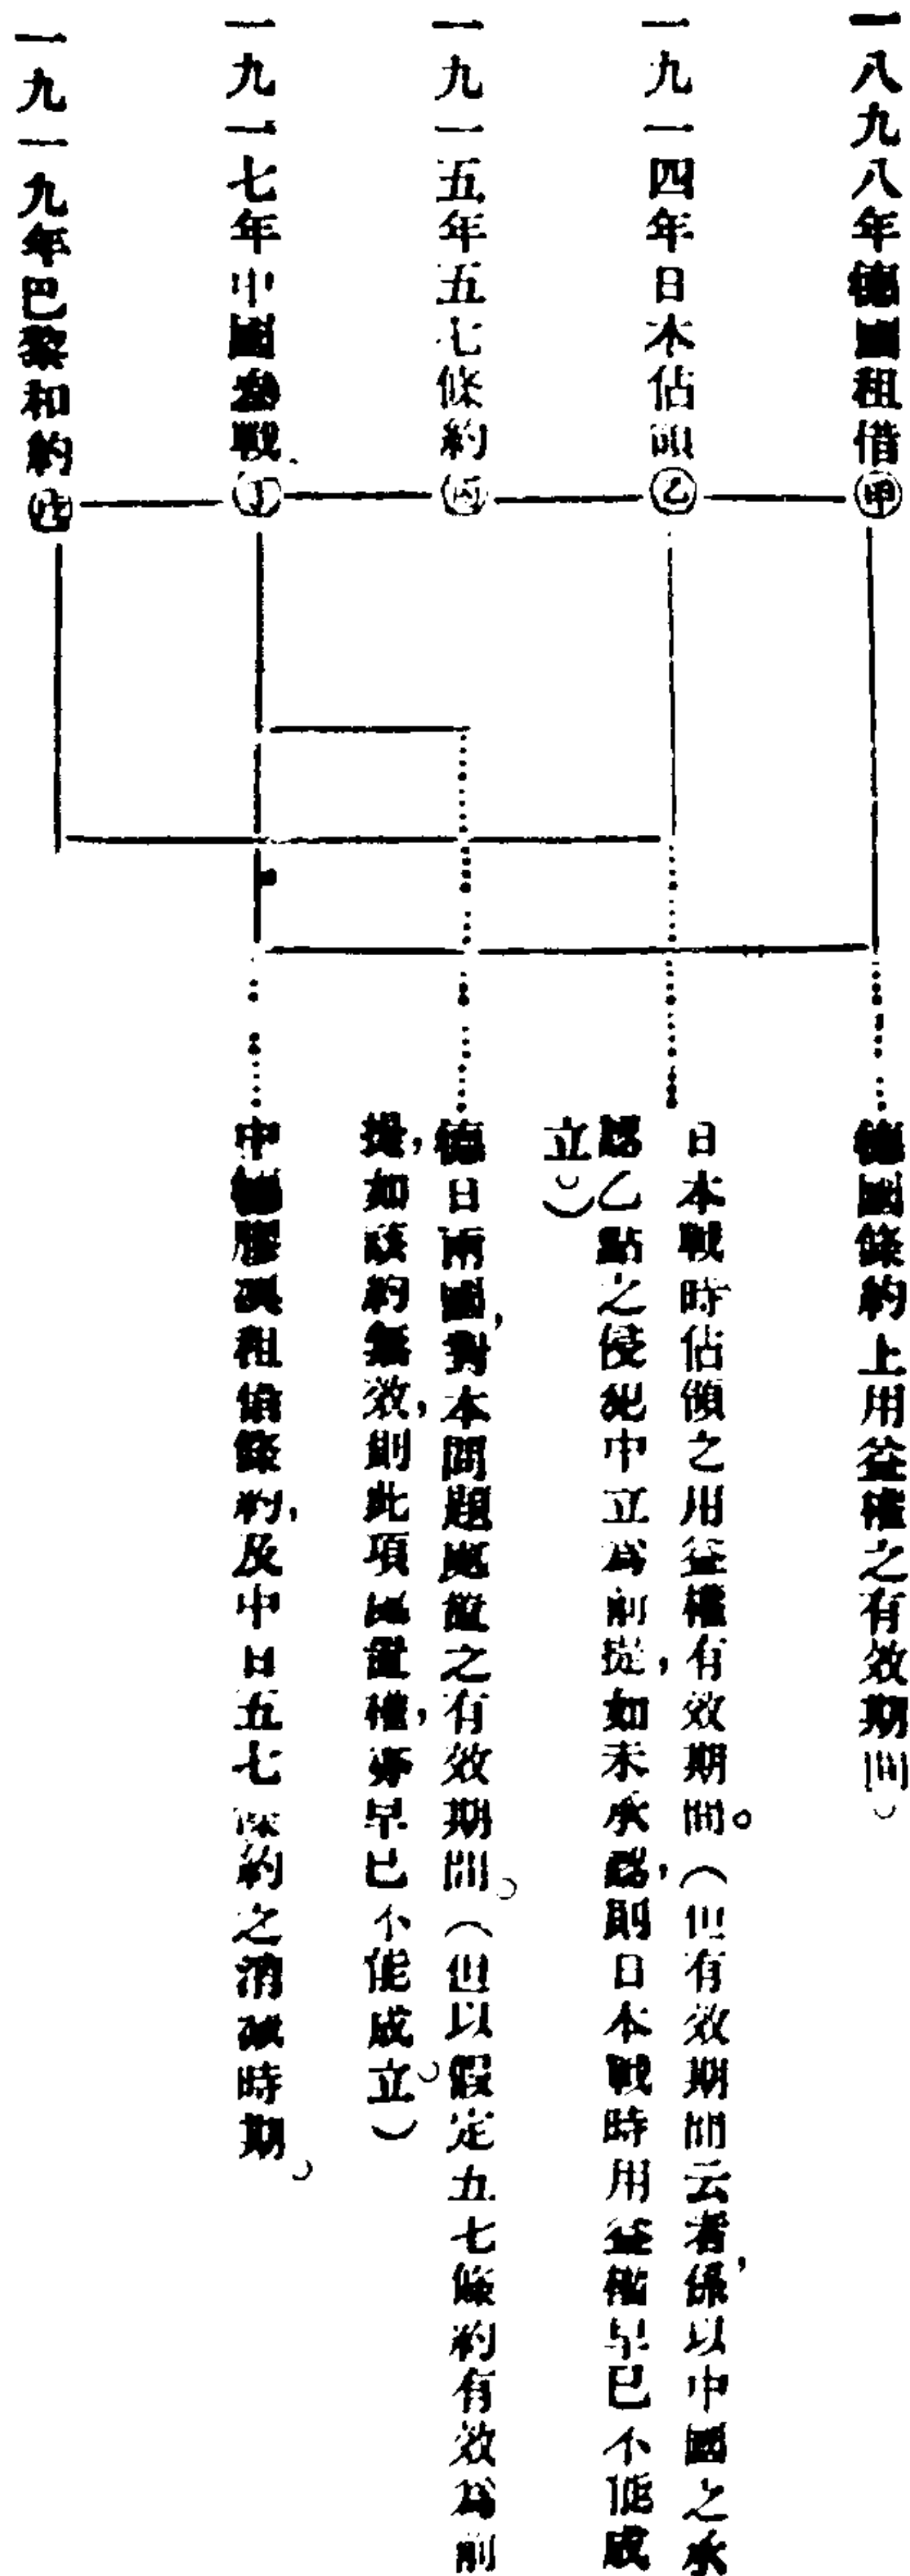 一八九八年德國租借㊙甲
一九一四年日本佔領乙
一九一五年五七條約丙
一九一七年中國參戰丁
一九一九年巴黎和約戊
德國條約上用益權之有效期間。
日本戰時佔領之用益權有效期間。（但有效期間云者，係以中國之承
認乙點之侵犯中立爲前提，如未承認，則日本戰時用益權早已不能成
立。）
德日兩國，對本問題處置之有效期間。（但以假定五七條約有效爲前
提，如該約無效，則此項處置權，亦早已不能成立。）
中德膠澳租借條約，及中日五七條約之消滅時期。